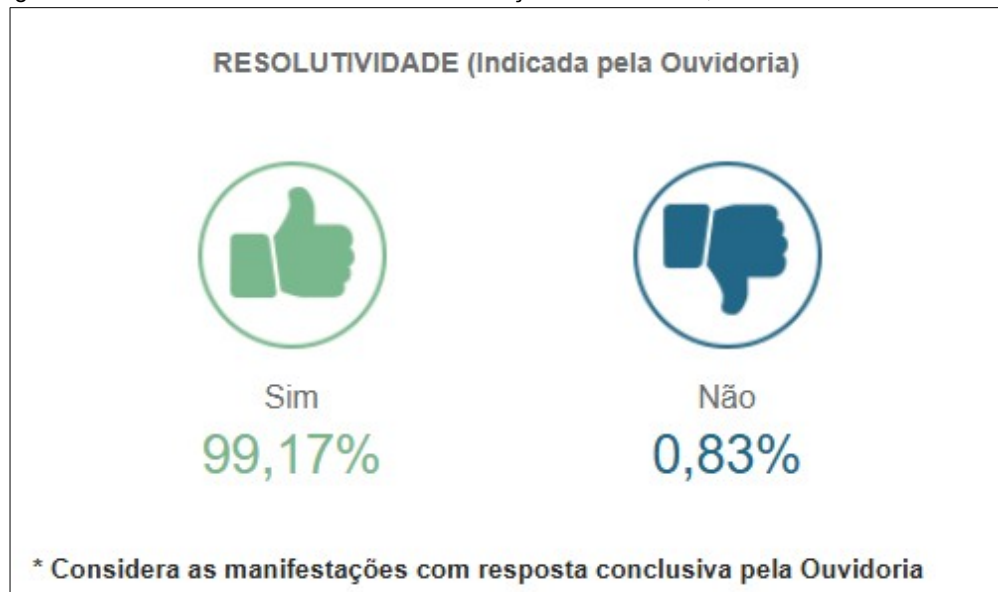 RESOLUTIVIDADE (Indicada pela Ouvidoria)
Sim
Não
99,17%
0,83%
* Considera as manifestações com resposta conclusiva pela Ouvidoria